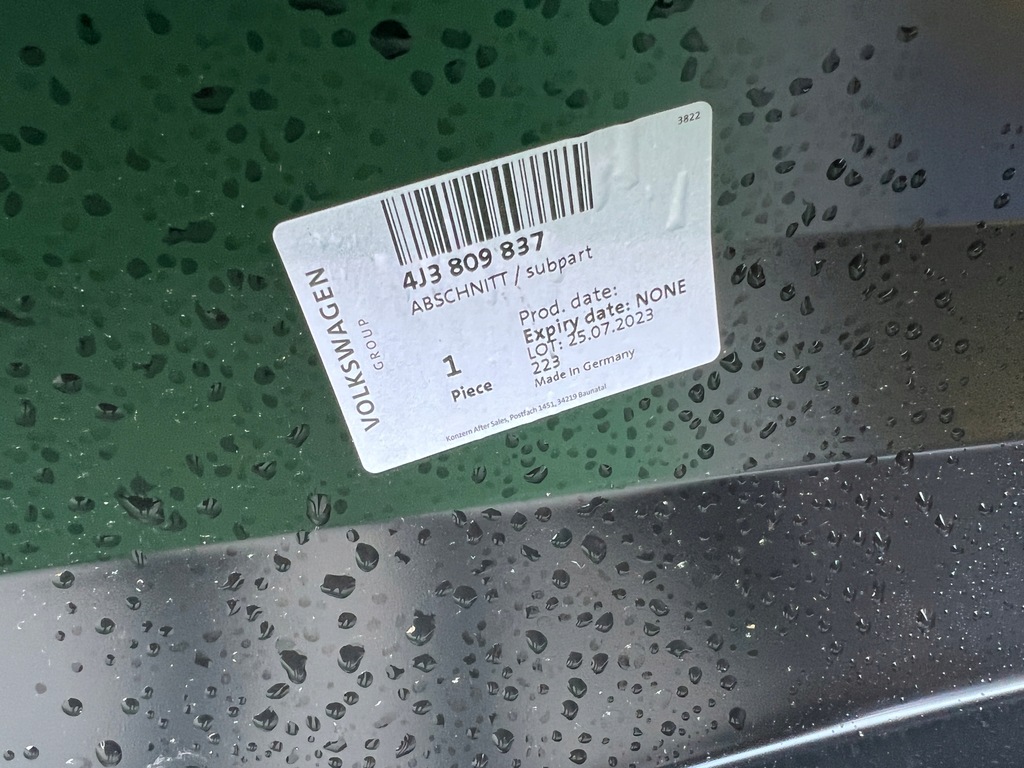 3822
4J3 809 837
ABSCHNITT / subpart
VOLKSWAGEN
GROUP
1
Piece
Prod. date:
Expiry date: NONE
LOT: 25.07.2023
223
Made In Germany
Konzern After Sales, Postfach 1451, 34219 Baunatal